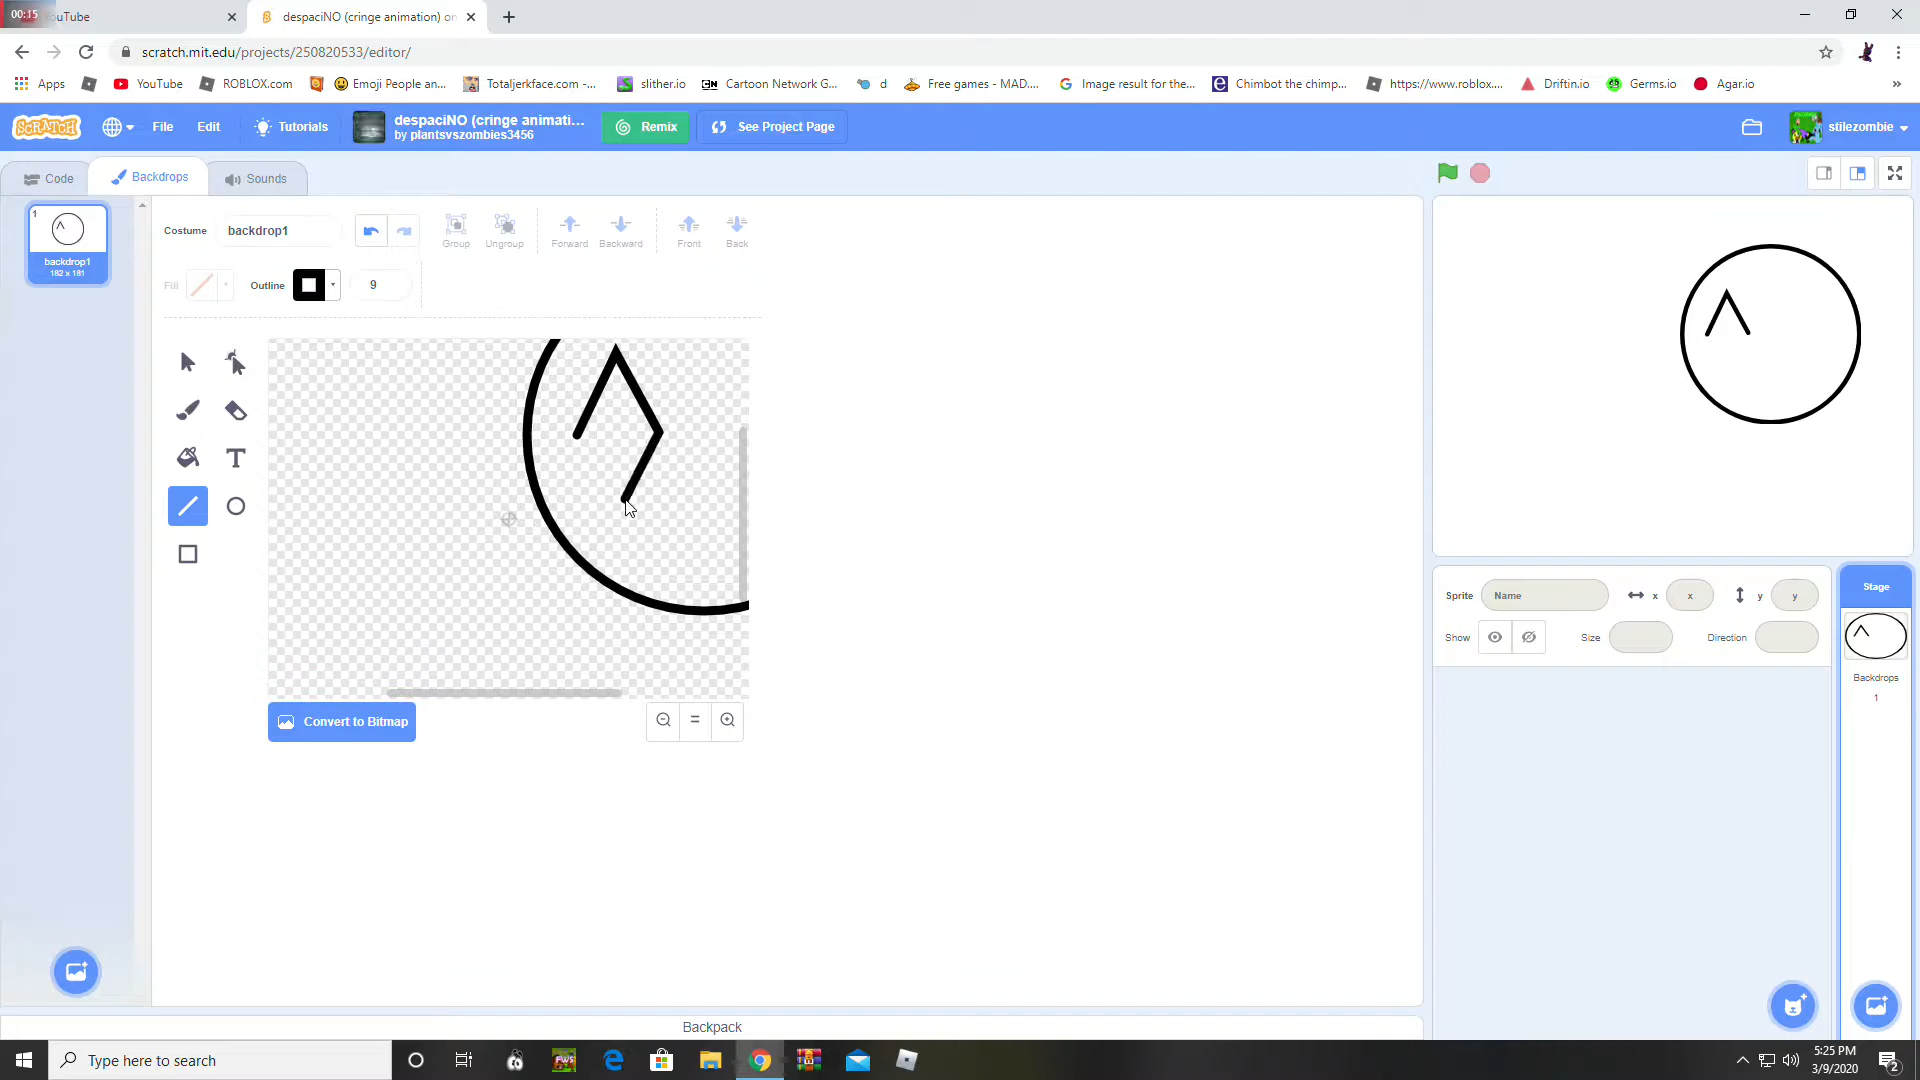 00:15
YouTube
despaciNO (cringe animation) on
scratch.mit.edu/projects/250820533/editor/
Apps
YouTube
ROBLOX.com
Emoji People an...
Totaljerkface.com -...
slither.io
CN Cartoon Network G...
d
Free games - MAD....
Image result for the...
Chimbot the chimp...
https://www.roblox....
Driftin.io
Germs.io
Agar.io
»
SCRATCH
File
Edit
Tutorials
despaciNO (cringe animati...
by plantsvszombies3456
Remix
See Project Page
stilezombie
Code
Backdrops
Sounds
1
backdrop1
182 x 181
Costume
backdrop1
Group
Ungroup
Forward
Backward
Front
Back
Fill
Outline
9
T
Convert to Bitmap
=
Sprite
Name
x
x
y
y
Show
Size
Direction
Stage
Backdrops
1
Backpack
Type here to search
5:25 PM
3/9/2020
2